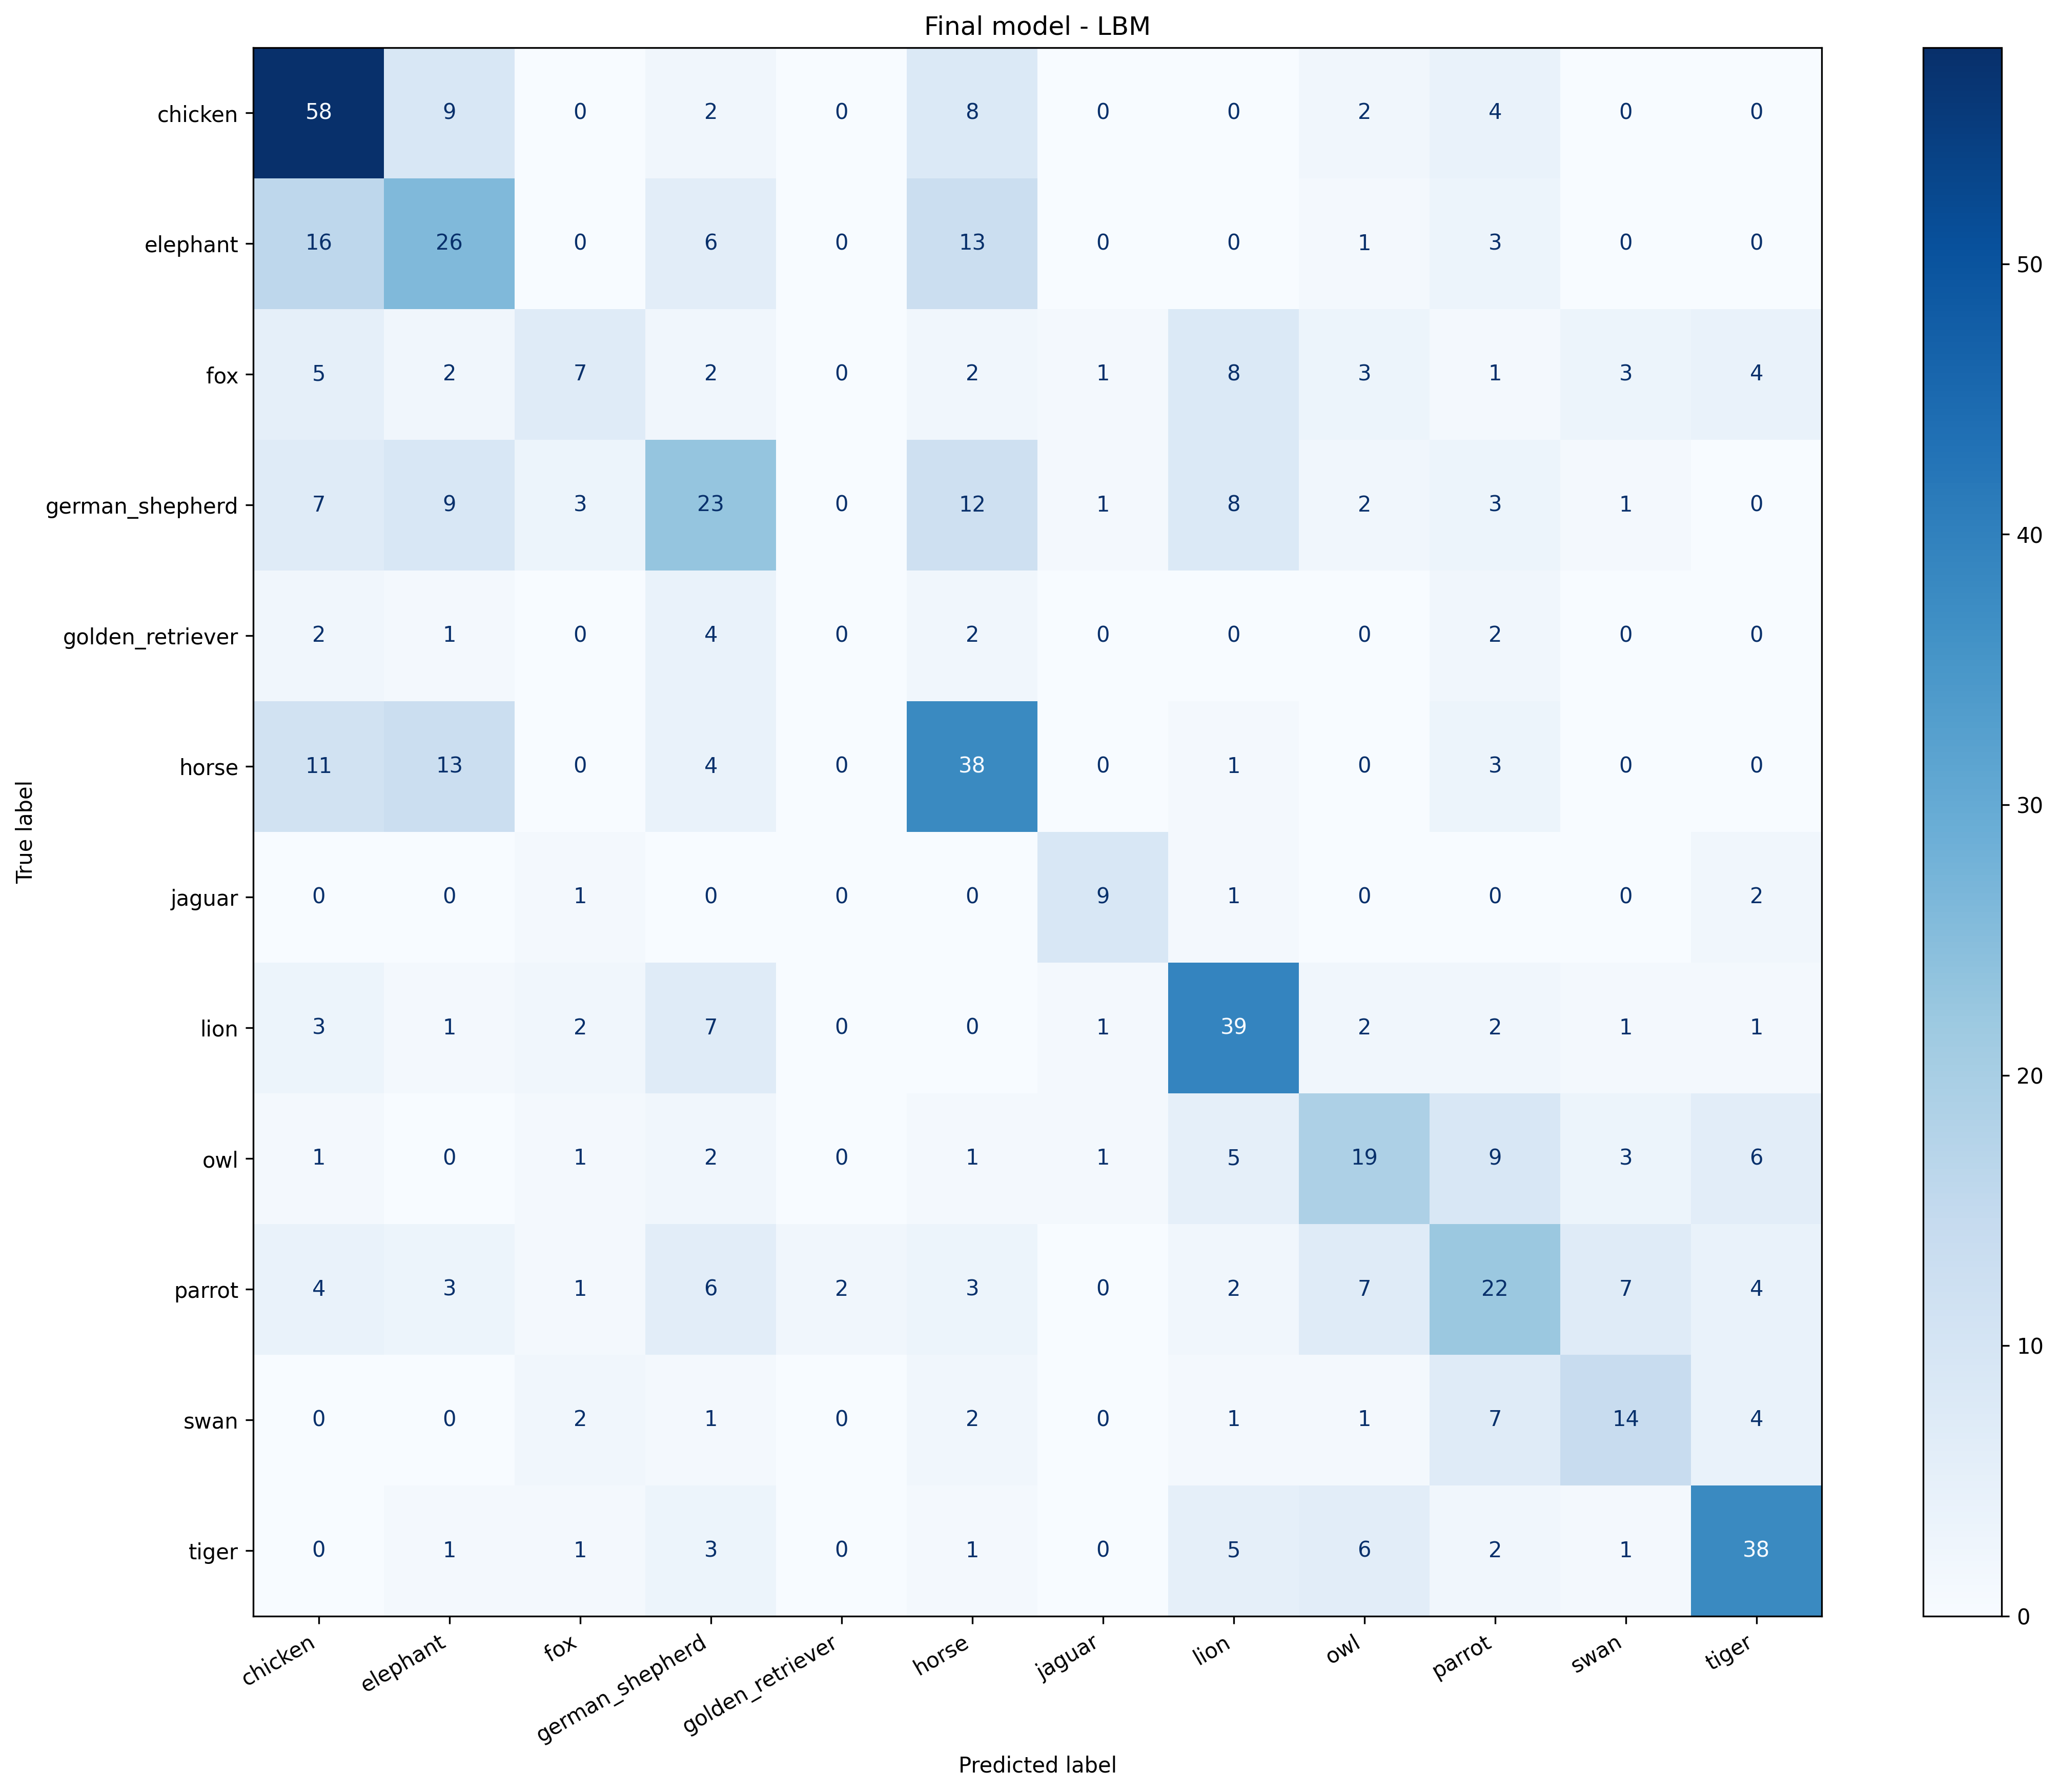 Final model - LBM
True label
chicken 58 9 0 2 0 8 0 0 2 4 0 0
elephant 16 26 0 6 0 13 0 0 1 3 0 0
fox 5 2 7 2 0 2 1 8 3 1 3 4
german_shepherd 7 9 3 23 0 12 1 8 2 3 1 0
golden_retriever 2 1 0 4 0 2 0 0 0 2 0 0
horse 11 13 0 4 0 38 0 1 0 3 0 0
jaguar 0 0 1 0 0 0 9 1 0 0 0 2
lion 3 1 2 7 0 0 1 39 2 2 1 1
owl 1 0 1 2 0 1 1 5 19 9 3 6
parrot 4 3 1 6 2 3 0 2 7 22 7 4
swan 0 0 2 1 0 2 0 1 1 7 14 4
tiger 0 1 1 3 0 1 0 5 6 2 1 38
chicken elephant fox german_shepherd golden_retriever horse jaguar lion owl parrot swan tiger
Predicted label
50
40
30
20
10
0